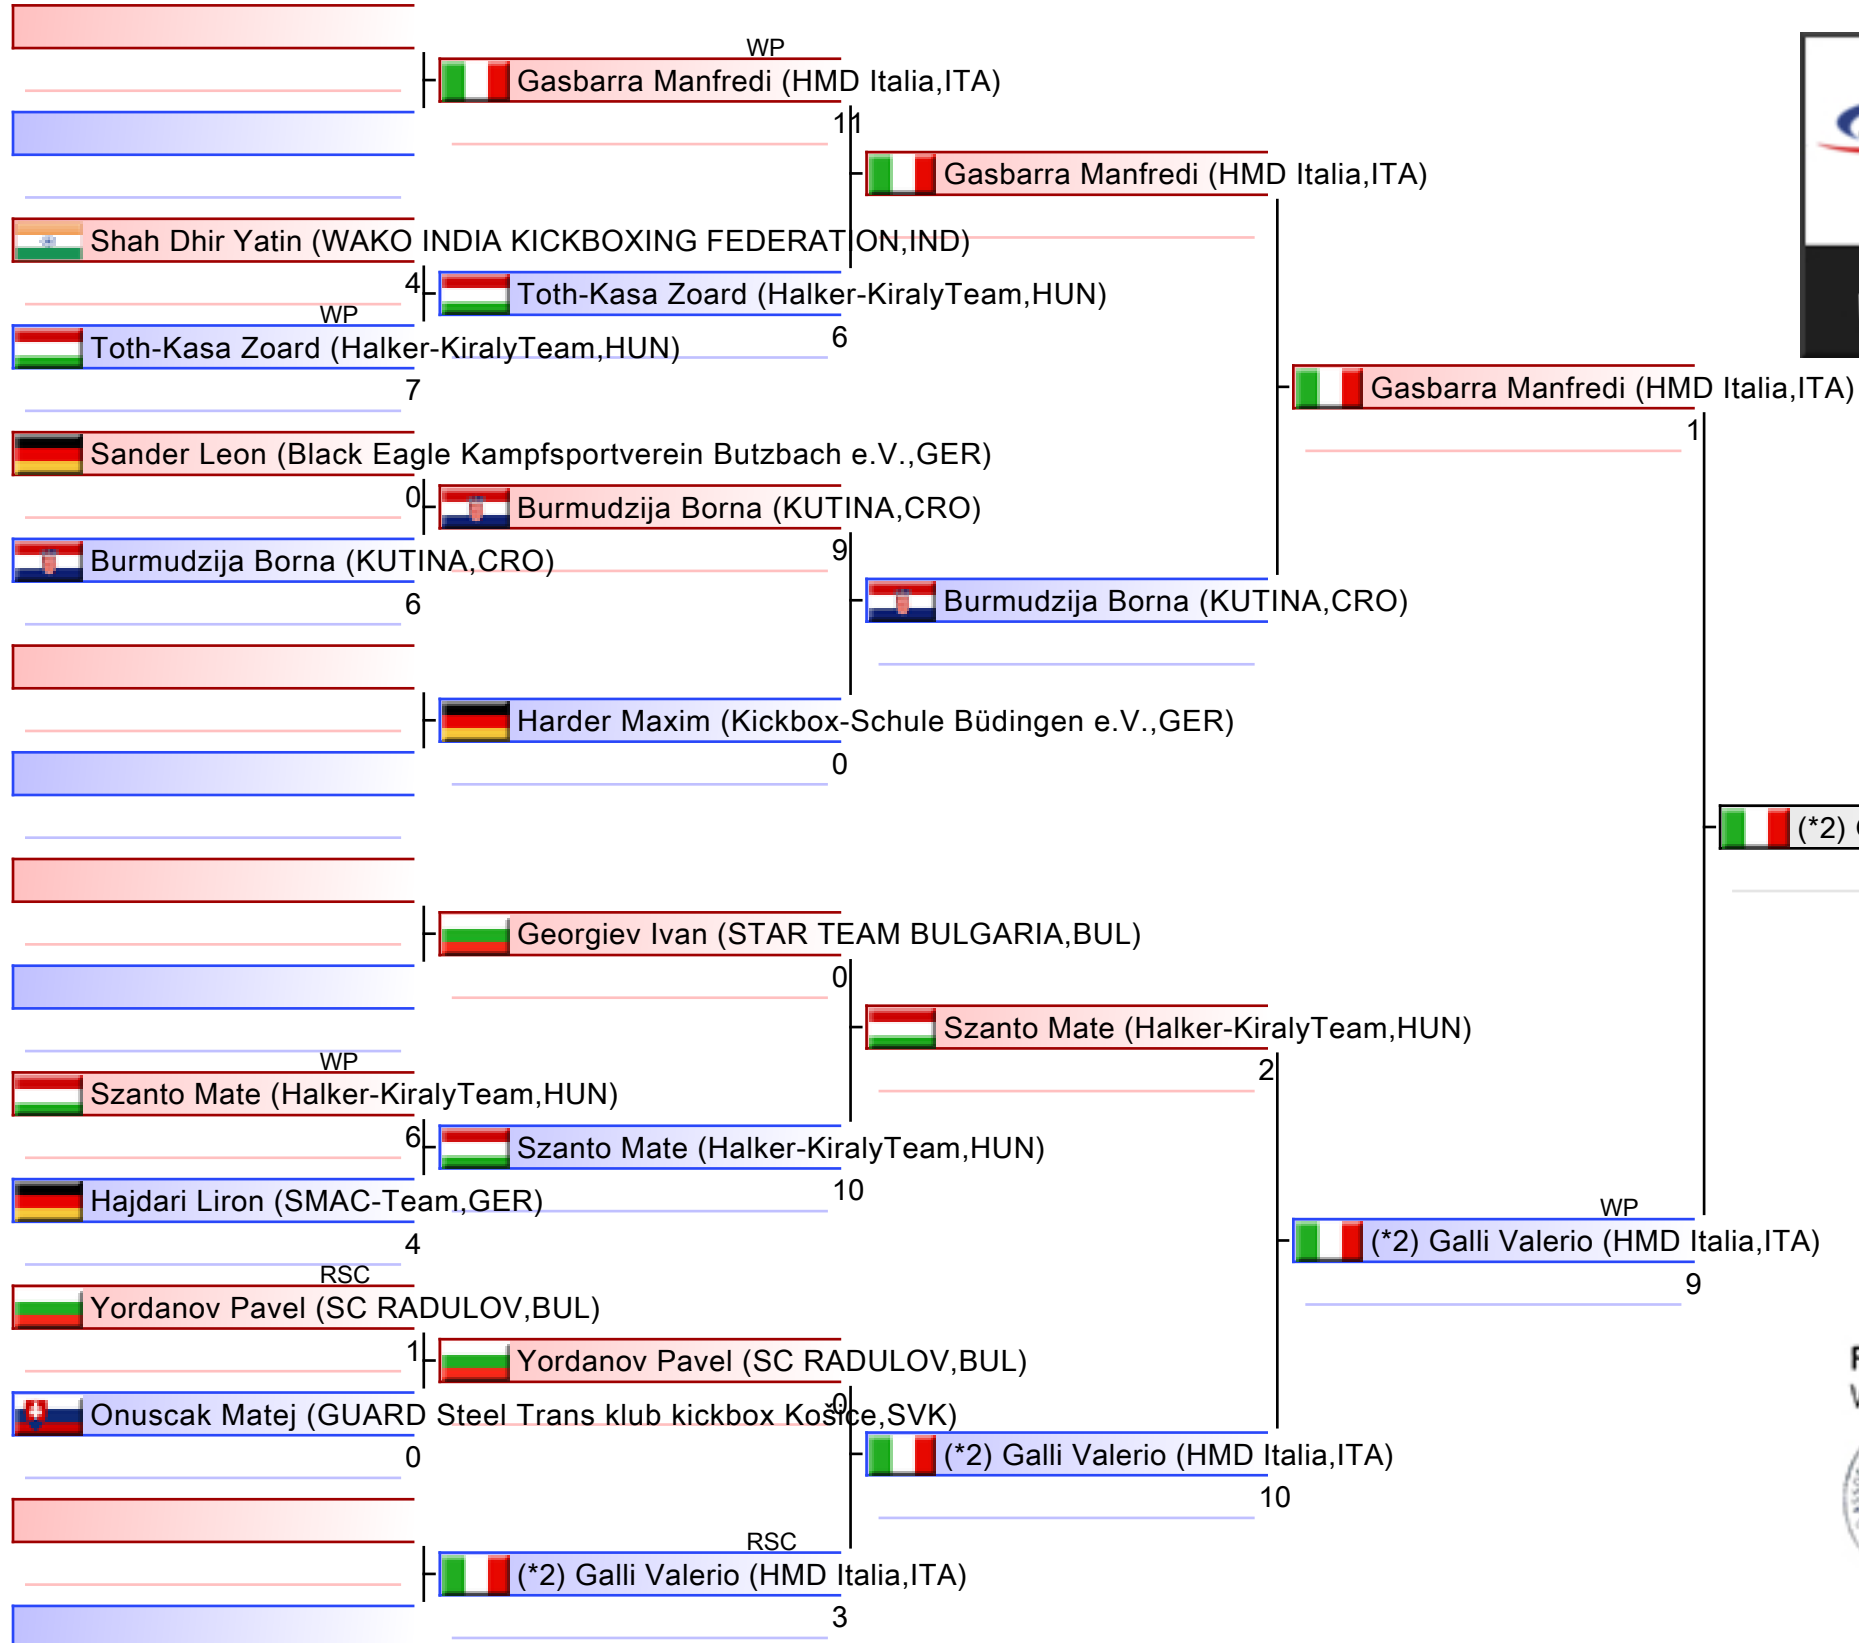 WP
Gasbarra Manfredi (HMD Italia,ITA)
11
Gasbarra Manfredi (HMD Italia,ITA)
Shah Dhir Yatin (WAKO INDIA KICKBOXING FEDERATION,IND)
4
Toth-Kasa Zoard (Halker-KiralyTeam,HUN)
WP
6
Toth-Kasa Zoard (Halker-KiralyTeam,HUN)
7
Gasbarra Manfredi (HMD Italia,ITA)
1
Sander Leon (Black Eagle Kampfsportverein Butzbach e.V.,GER)
0
Burmudzija Borna (KUTINA,CRO)
9
Burmudzija Borna (KUTINA,CRO)
6
Burmudzija Borna (KUTINA,CRO)
Harder Maxim (Kickbox-Schule Büdingen e.V.,GER)
0
(*2)
Georgiev Ivan (STAR TEAM BULGARIA,BUL)
0
Szanto Mate (Halker-KiralyTeam,HUN)
2
WP
Szanto Mate (Halker-KiralyTeam,HUN)
6
Szanto Mate (Halker-KiralyTeam,HUN)
10
Hajdari Liron (SMAC-Team,GER)
4
WP
(*2) Galli Valerio (HMD Italia,ITA)
9
RSC
Yordanov Pavel (SC RADULOV,BUL)
1
Yordanov Pavel (SC RADULOV,BUL)
0
Onuscak Matej (GUARD Steel Trans klub kickbox Košice,SVK)
0
(*2) Galli Valerio (HMD Italia,ITA)
10
RSC
(*2) Galli Valerio (HMD Italia,ITA)
3